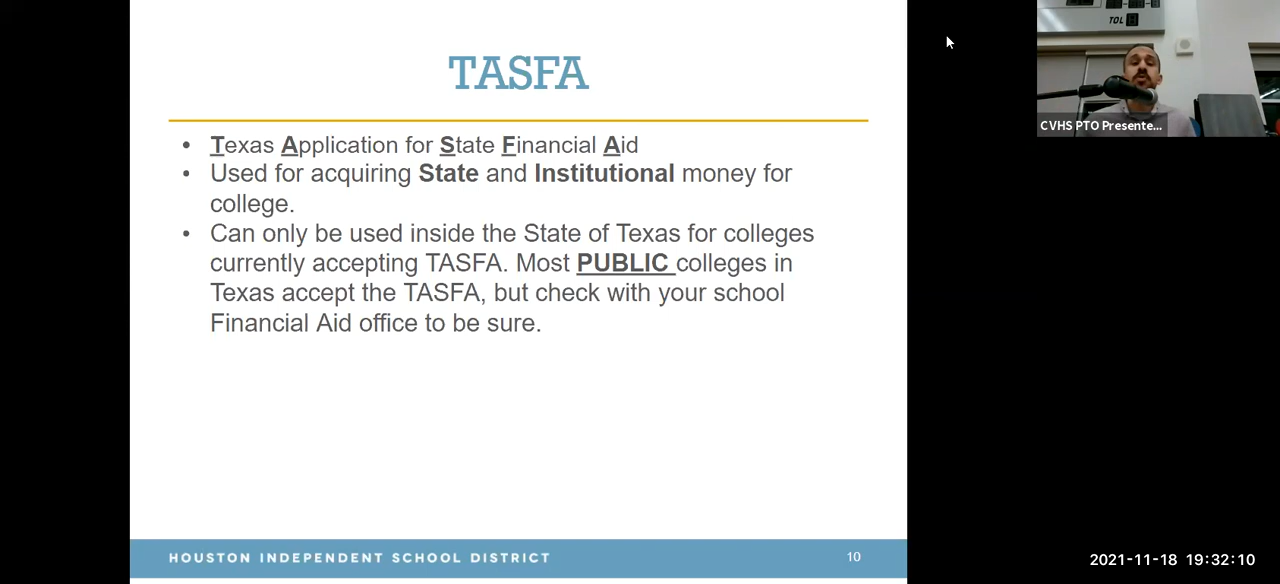 TASFA
• Texas Application for State Financial Aid
• Used for acquiring State and Institutional money for
college.
• Can only be used inside the State of Texas for colleges
currently accepting TASFA. Most PUBLIC colleges in
Texas accept the TASFA, but check with your school
Financial Aid office to be sure.
HOUSTON INDEPENDENT SCHOOL DISTRICT
10
TOL
CVHS PTO Presente...
2021-11-18 19:32:10